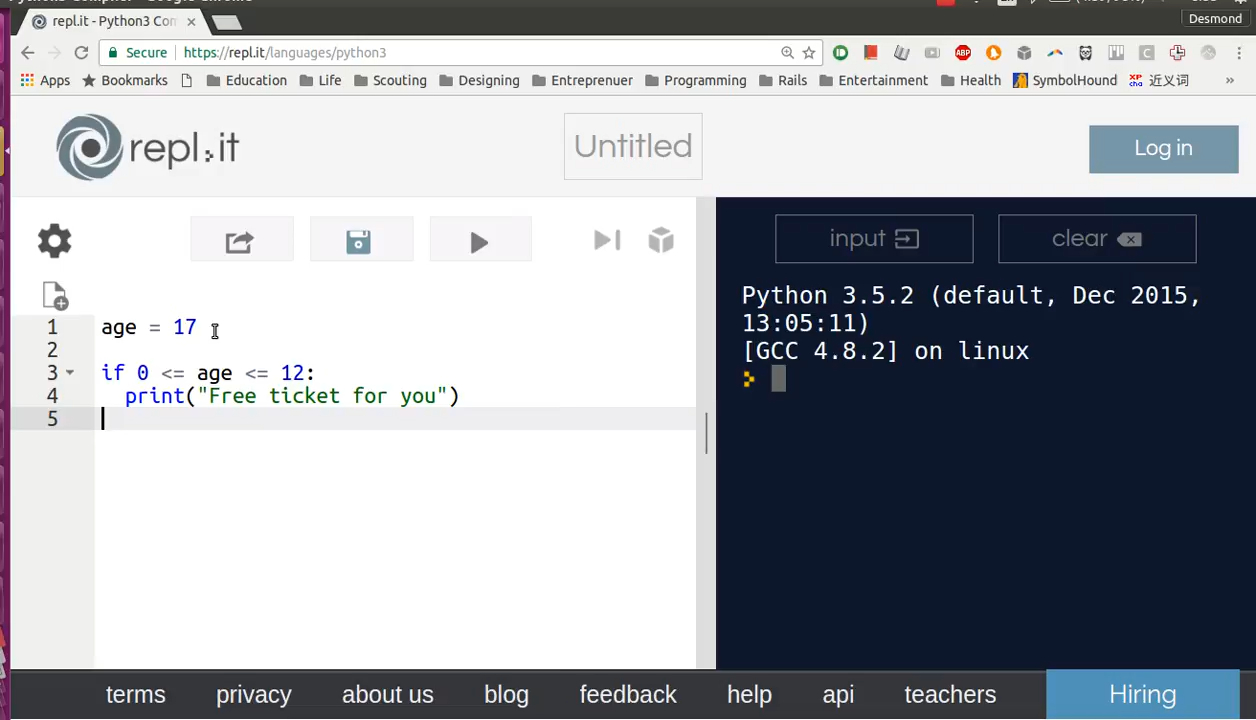 Desmond
repl.it - Python3 Com
Secure https://repl.it/languages/python3
Apps Bookmarks Education Life Scouting Designing Entreprenuer Programming Rails Entertainment Health SymbolHound 近义词 »
repl.it Untitled Log in
input clear
1 age = 17
2
3 if 0 <= age <= 12:
4 print("Free ticket for you")
5
Python 3.5.2 (default, Dec 2015,
13:05:11)
[GCC 4.8.2] on linux
terms privacy about us blog feedback help api teachers Hiring